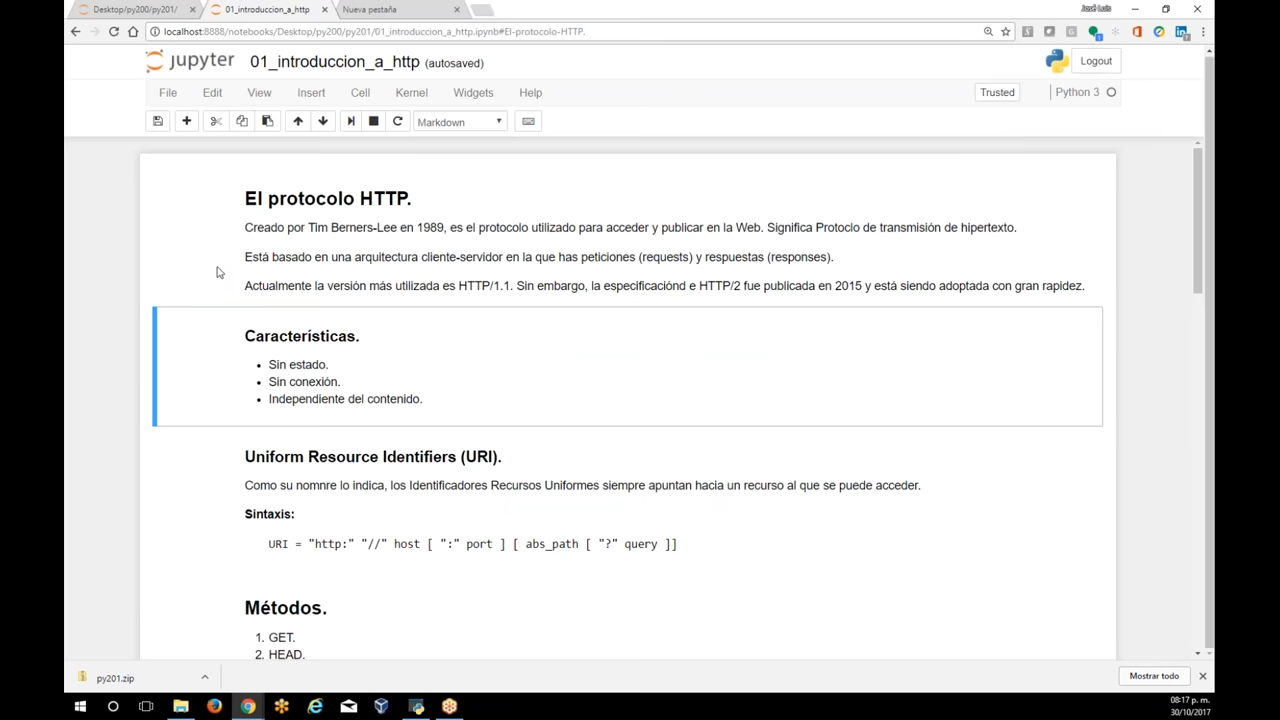 Desktop/py200/py201/
01_introduccion_a_http
Nueva pestaña
José Luis
localhost:8888/notebooks/Desktop/py200/py201/01_introduccion_a_http.ipynb#El-protocolo-HTTP.
jupyter 01_introduccion_a_http (autosaved)
Logout
File Edit View Insert Cell Kernel Widgets Help
Trusted
Python 3
Markdown
El protocolo HTTP.
Creado por Tim Berners-Lee en 1989, es el protocolo utilizado para acceder y publicar en la Web. Significa Protoclo de transmisión de hipertexto.
Está basado en una arquitectura cliente-servidor en la que has peticiones (requests) y respuestas (responses).
Actualmente la versión más utilizada es HTTP/1.1. Sin embargo, la especificaciónd e HTTP/2 fue publicada en 2015 y está siendo adoptada con gran rapidez.
Características.
• Sin estado.
• Sin conexión.
• Independiente del contenido.
Uniform Resource Identifiers (URI).
Como su nomnre lo indica, los Identificadores Recursos Uniformes siempre apuntan hacia un recurso al que se puede acceder.
Sintaxis:
URI = "http:" "//" host [ ":" port ] [ abs_path [ "?" query ]]
Métodos.
1. GET.
2. HEAD.
py201.zip
Mostrar todo
08:17 p. m.
30/10/2017